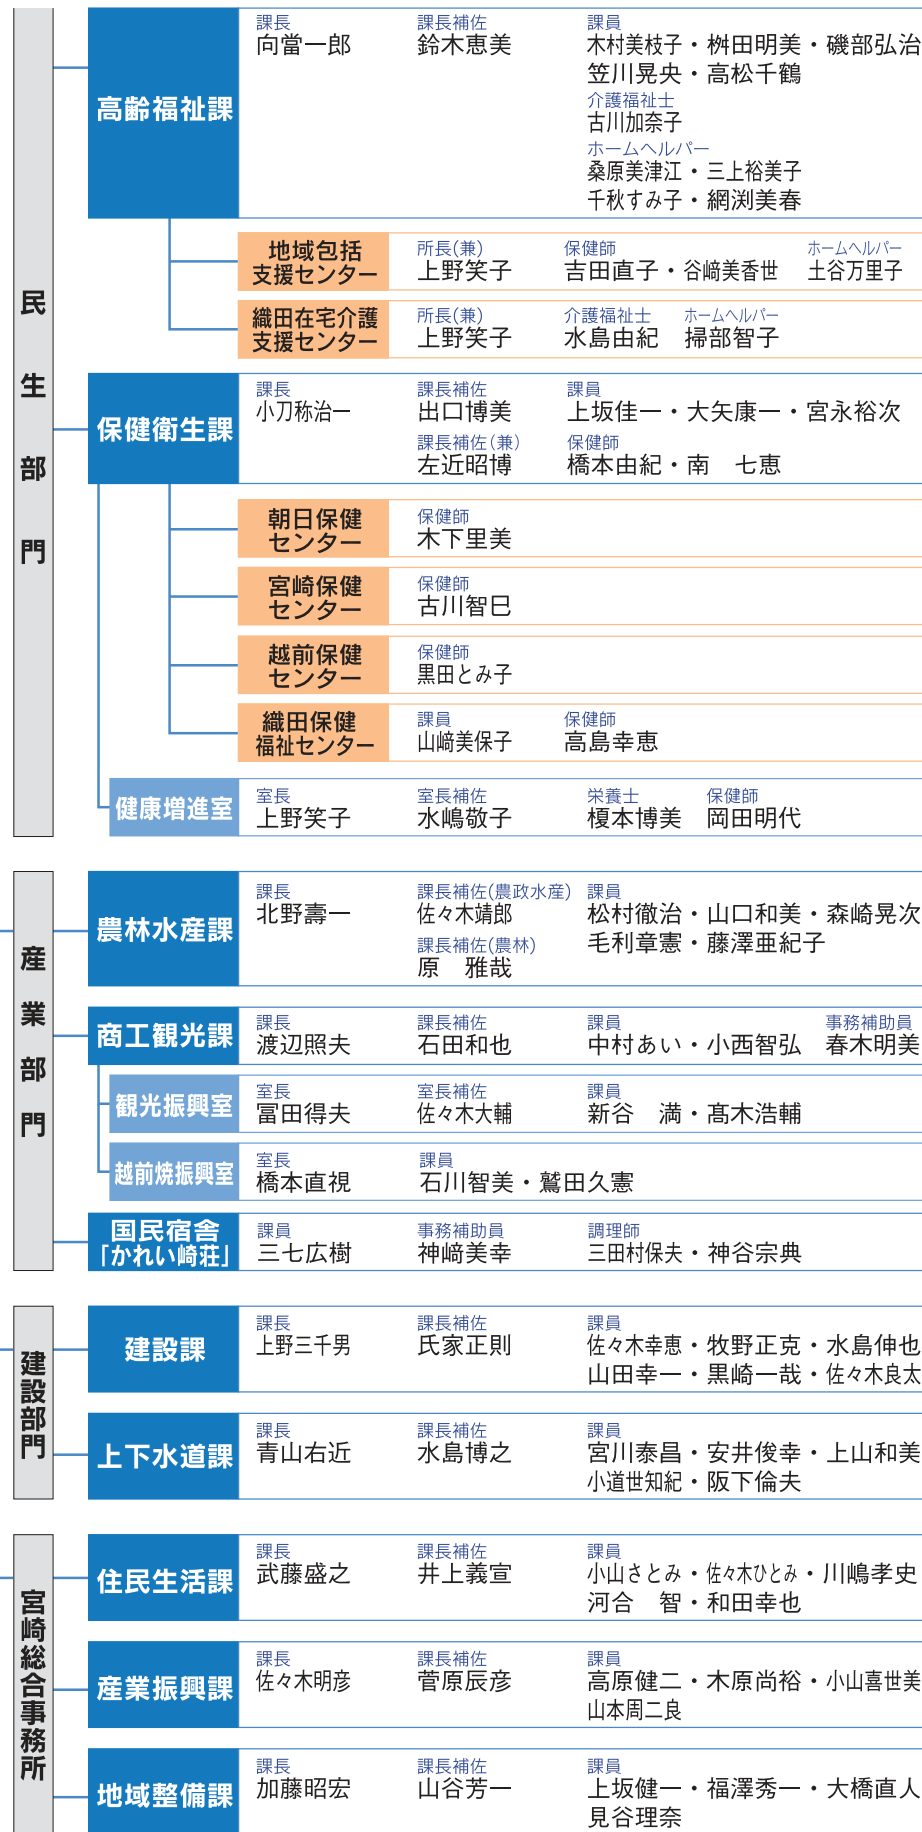 民生部門
高齢福祉課
課長
向當一郎
課長補佐
鈴木恵美
課員
木村美枝子・桝田明美・磯部弘治
笠川晃央・高松千鶴
介護福祉士
古川加奈子
ホームヘルパー
桑原美津江・三上裕美子
千秋すみ子・網渕美春
地域包括
支援センター
所長(兼)
上野笑子
保健師
吉田直子・谷﨑美香世
ホームヘルパー
土谷万里子
織田在宅介護
支援センター
所長(兼)
上野笑子
介護福祉士
水島由紀
ホームヘルパー
掃部智子
保健衛生課
課長
小刀称治一
課長補佐
出口博美
課長補佐(兼)
左近昭博
課員
上坂佳一・大矢康一・宮永裕次
保健師
橋本由紀・南　七恵
朝日保健
センター
保健師
木下里美
宮崎保健
センター
保健師
古川智巳
越前保健
センター
保健師
黒田とみ子
織田保健
福祉センター
課員
山﨑美保子
保健師
高島幸恵
健康増進室
室長
上野笑子
室長補佐
水嶋敬子
栄養士
榎本博美
保健師
岡田明代
産業部門
農林水産課
課長
北野壽一
課長補佐(農政水産)
佐々木靖郎
課長補佐(農林)
原　雅哉
課員
松村徹治・山口和美・森崎晃次
毛利章憲・藤澤亜紀子
商工観光課
課長
渡辺照夫
課長補佐
石田和也
課員
中村あい・小西智弘
事務補助員
春木明美
観光振興室
室長
冨田得夫
室長補佐
佐々木大輔
課員
新谷　満・髙木浩輔
越前焼振興室
室長
橋本直視
課員
石川智美・鷲田久憲
国民宿舎
「かれい崎荘」
課員
三七広樹
事務補助員
神﨑美幸
調理師
三田村保夫・神谷宗典
建設部門
建設課
課長
上野三千男
課長補佐
氏家正則
課員
佐々木幸恵・牧野正克・水島伸也
山田幸一・黒崎一哉・佐々木良太
上下水道課
課長
青山右近
課長補佐
水島博之
課員
宮川泰昌・安井俊幸・上山和美
小道世知紀・阪下倫夫
宮崎総合事務所
住民生活課
課長
武藤盛之
課長補佐
井上義宣
課員
小山さとみ・佐々木ひとみ・川嶋孝史
河合　智・和田幸也
産業振興課
課長
佐々木明彦
課長補佐
菅原辰彦
課員
高原健二・木原尚裕・小山喜世美
山本周二良
地域整備課
課長
加藤昭宏
課長補佐
山谷芳一
課員
上坂健一・福澤秀一・大橋直人
見谷理奈